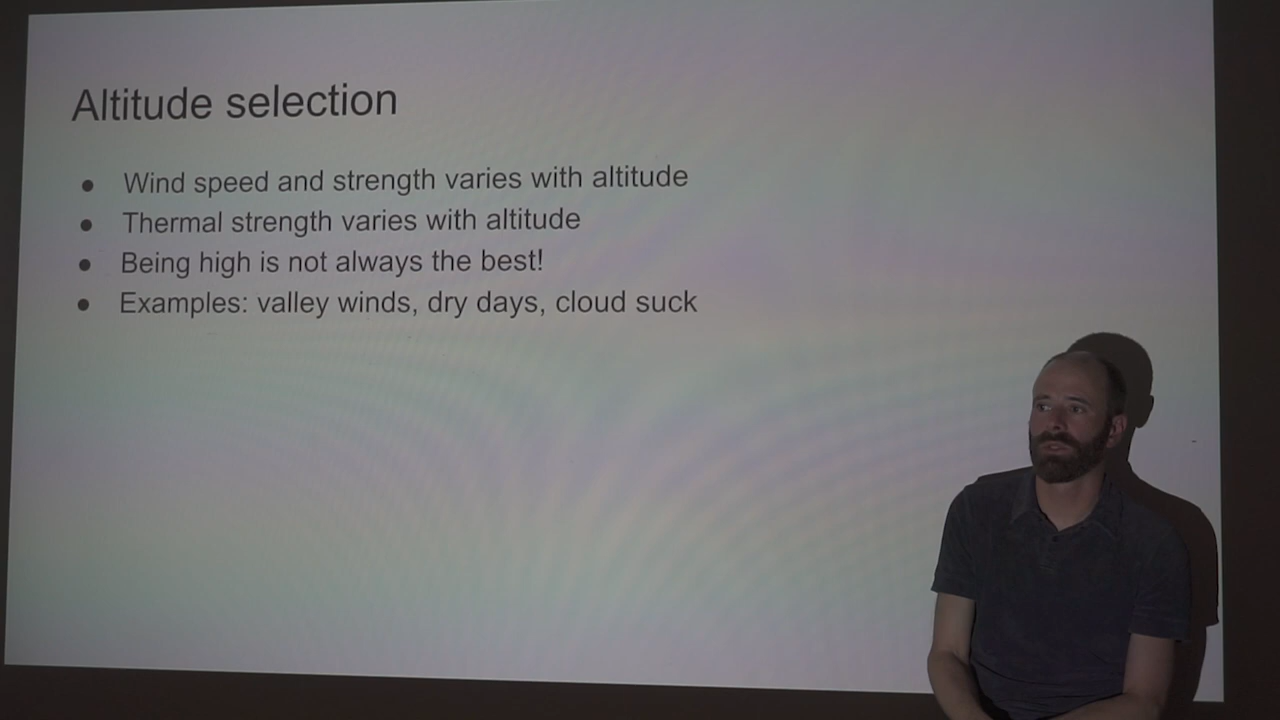 Altitude selection
● Wind speed and strength varies with altitude
● Thermal strength varies with altitude
● Being high is not always the best!
● Examples: valley winds, dry days, cloud suck